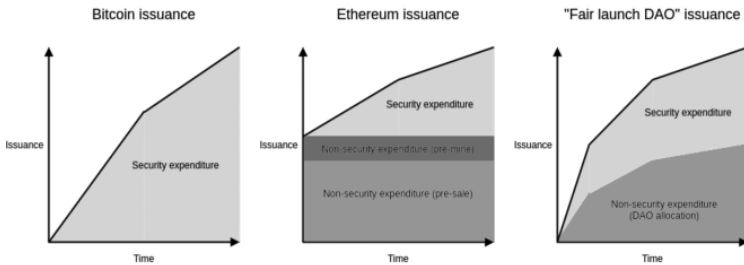 Bitcoin issuance
Issuance
Security expenditure
Time
Ethereum issuance
Security expenditure
Issuance
Non-security expenditure (pre-mine)
Non-security expenditure (pre-sale)
Time
"Fair launch DAO" issuance
Security expenditure
Issuance
Non-security expenditure
(DAO allocation)
Time